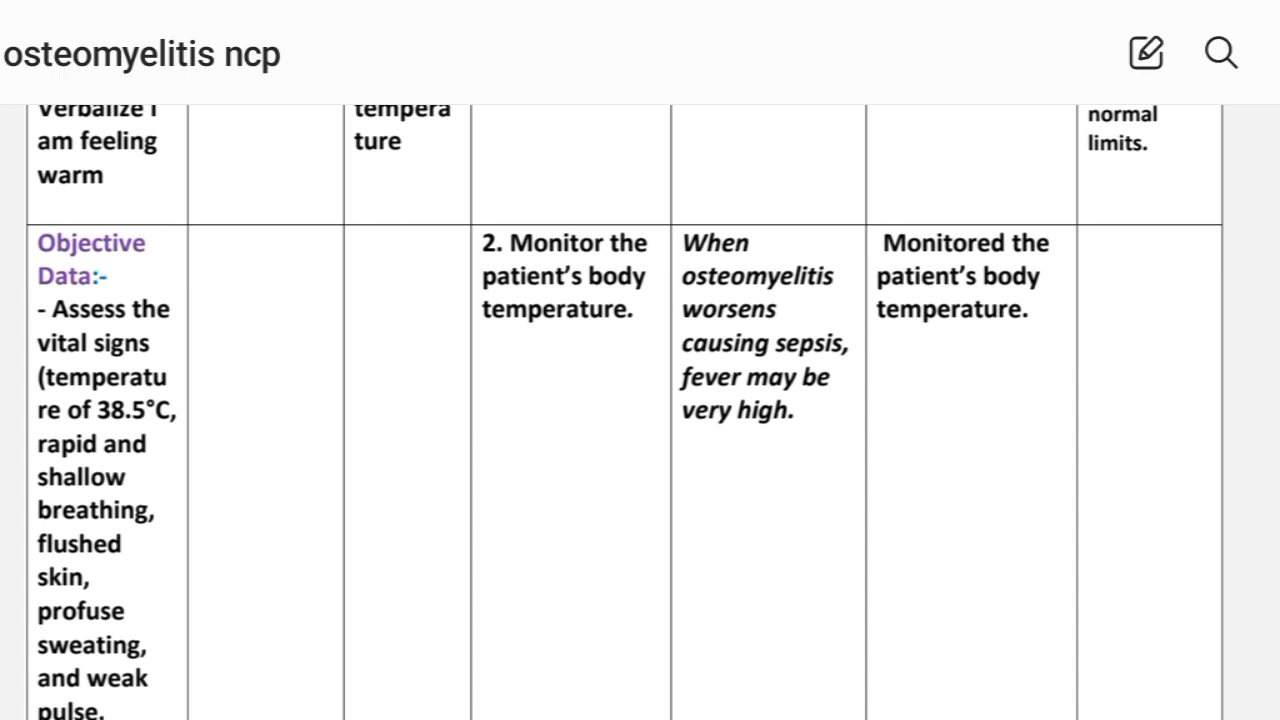 osteomyelitis ncp
Verbalize I
am feeling
warm
tempera
ture
normal
limits.
Objective
Data:-
- Assess the
vital signs
(temperatu
re of 38.5°C,
rapid and
shallow
breathing,
flushed
skin,
profuse
sweating,
and weak
pulse.
2. Monitor the
patient's body
temperature.
When
osteomyelitis
worsens
causing sepsis,
fever may be
very high.
Monitored the
patient's body
temperature.